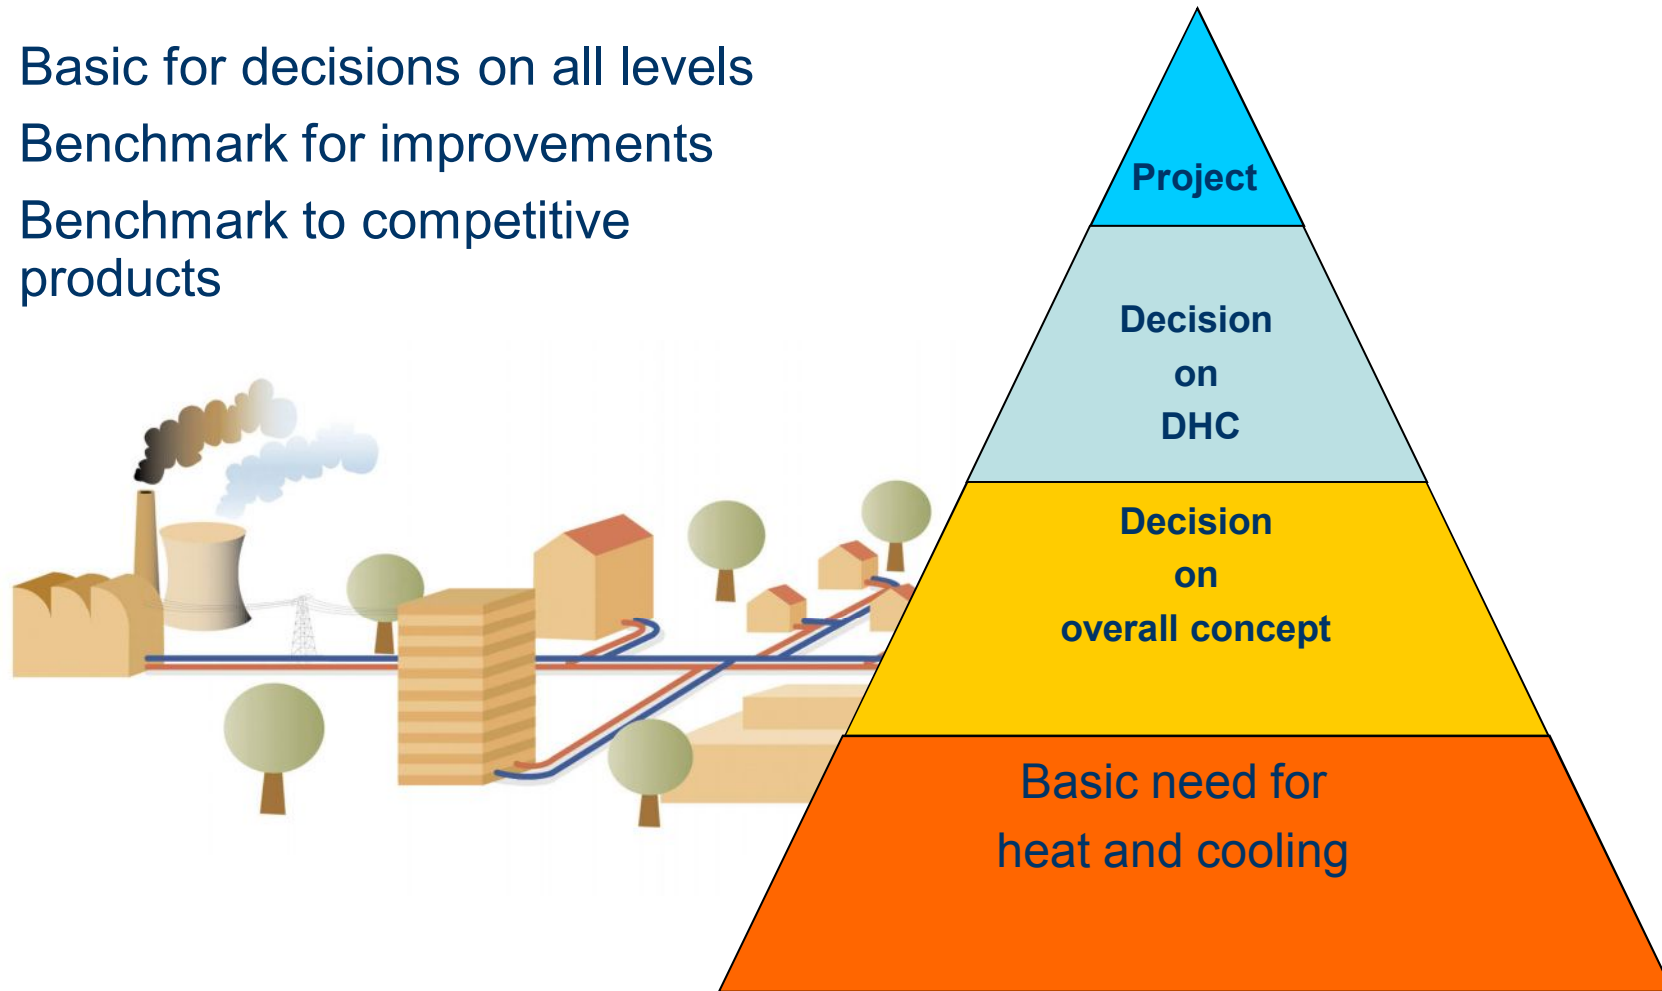 Basic for decisions on all levels
Benchmark for improvements
Benchmark to competitive
products
Project
Decision
on
DHC
Decision
on
overall concept
Basic need for
heat and cooling